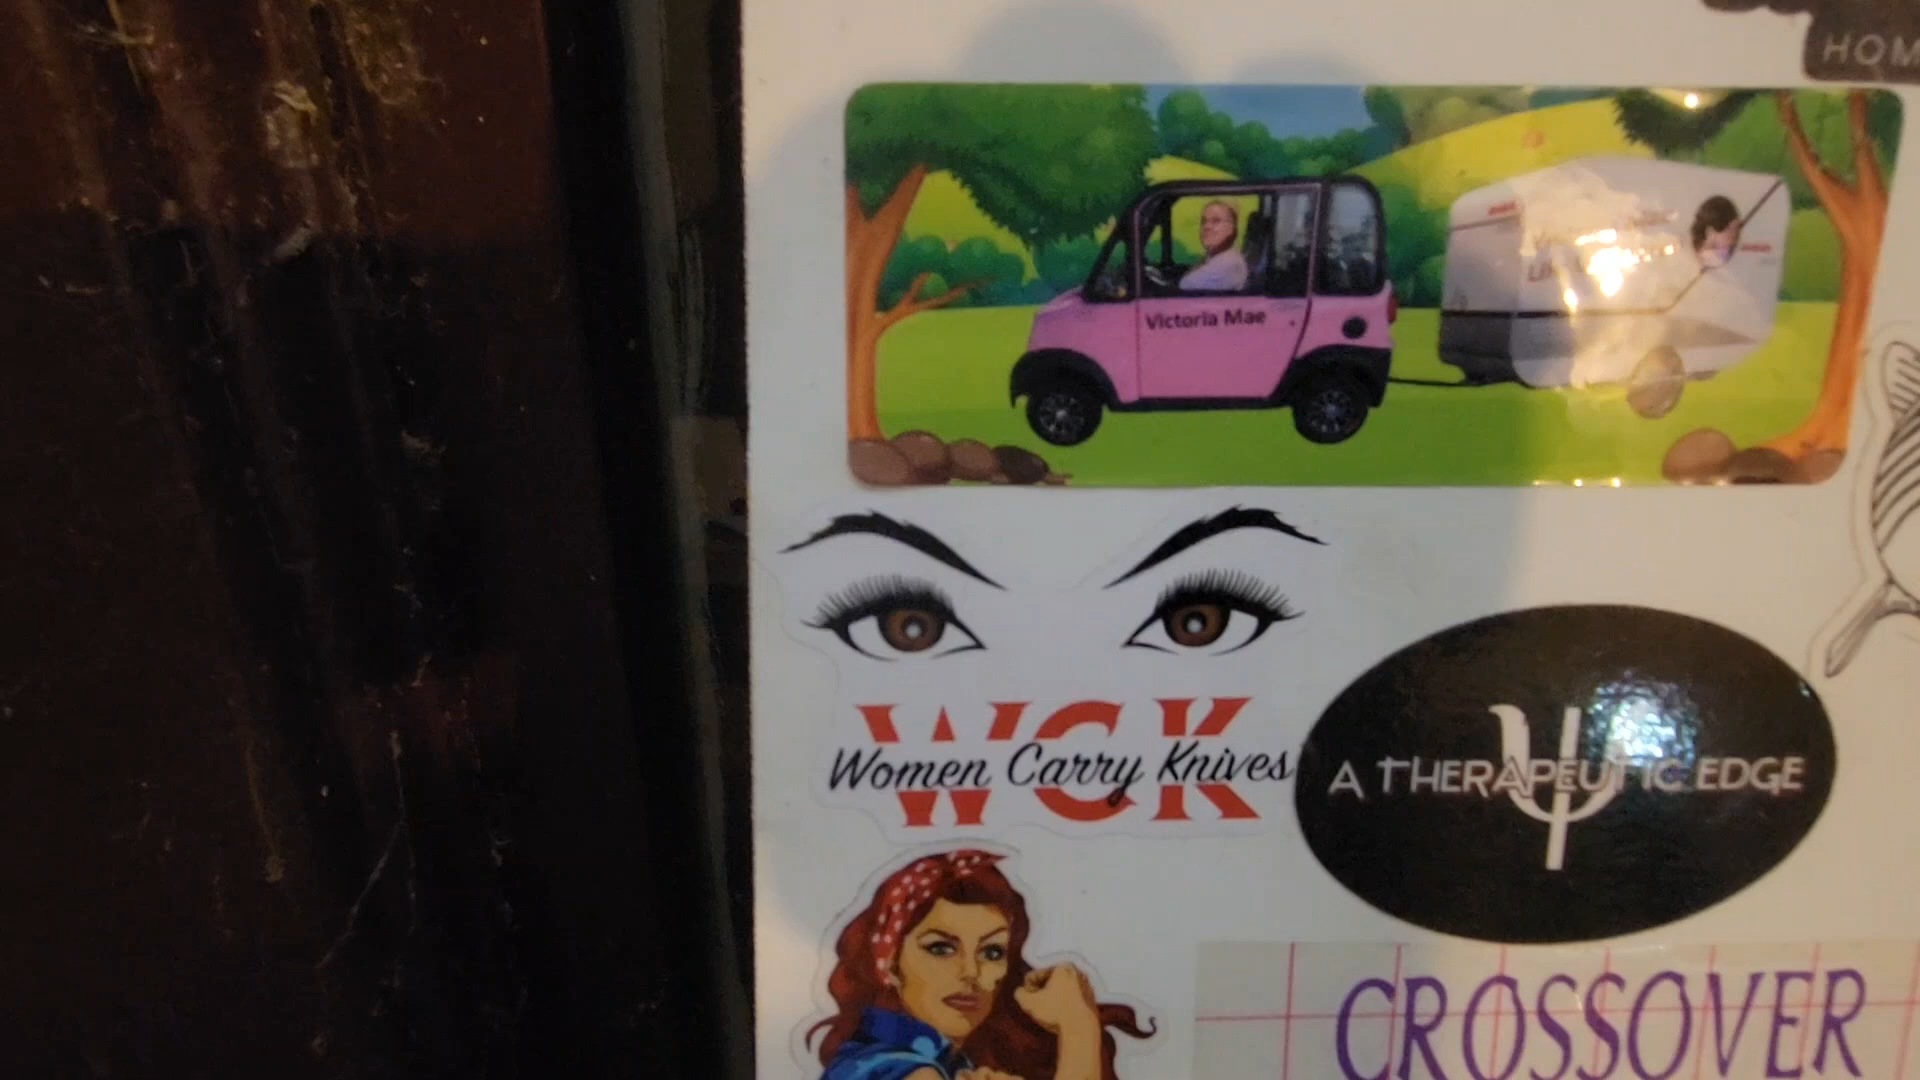 HOM
Victoria Mae
WCK
Women Carry Knives
A THERAPEUTIC EDGE
CROSSOVER